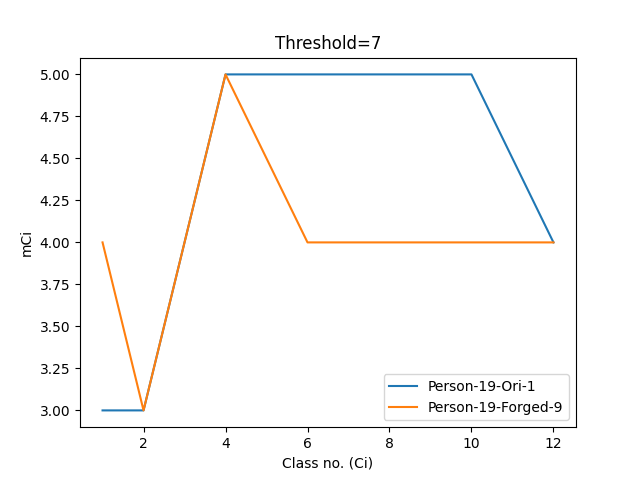 Threshold=7
mCi
5.00
4.75
4.50
4.25
4.00
3.75
3.50
3.25
3.00
2 4 6 8 10 12
Class no. (Ci)
Person-19-Ori-1
Person-19-Forged-9